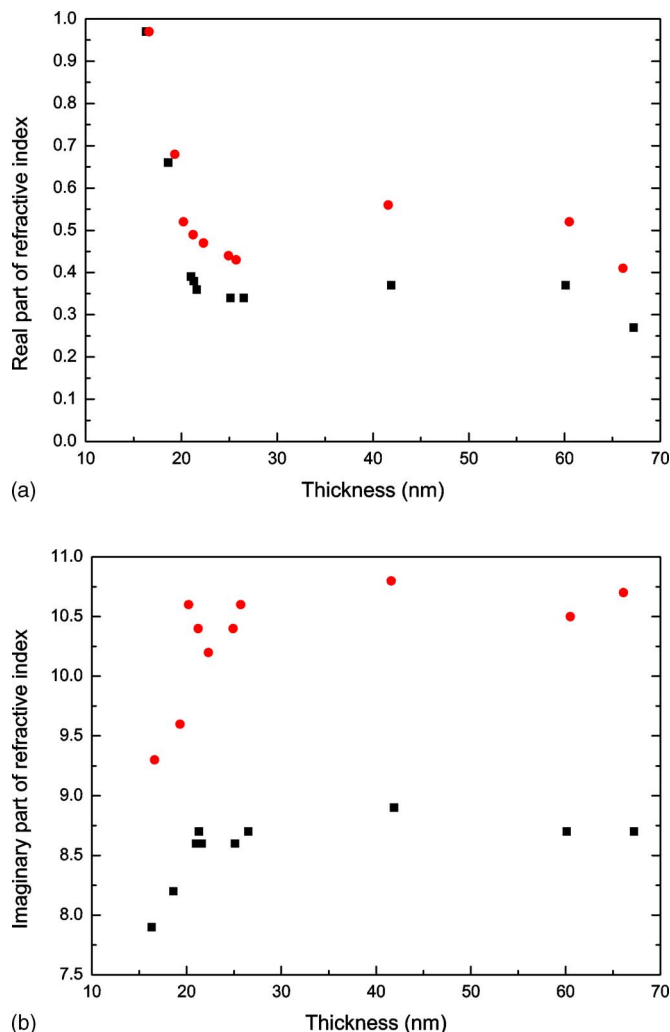 1.0
0.9
0.8
0.7
0.6
0.5
0.4
0.3
0.2
0.1
0.0
Real part of refractive index
10 20 30 40 50 60 70
Thickness (nm)
(a)
11.0
10.5
10.0
9.5
9.0
8.5
8.0
7.5
Imaginary part of refractive index
10 20 30 40 50 60 70
Thickness (nm)
(b)